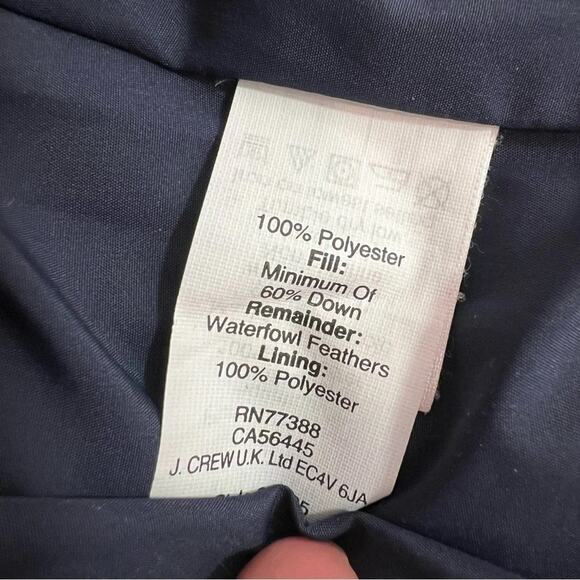 100% Polyester
Fill:
Minimum Of
60% Down
Remainder:
Waterfowl Feathers
Lining:
100% Polyester
RN77388
CA56445
J. CREW U.K. Ltd EC4V 6JA